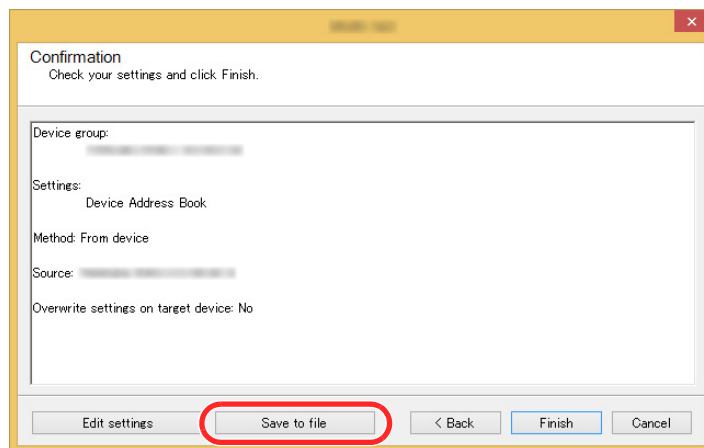 Confirmation
Check your settings and click Finish.
Device group:
Settings:
Device Address Book
Method: From device
Source:
Overwrite settings on target device: No
Edit settings
Save to file
< Back
Finish
Cancel